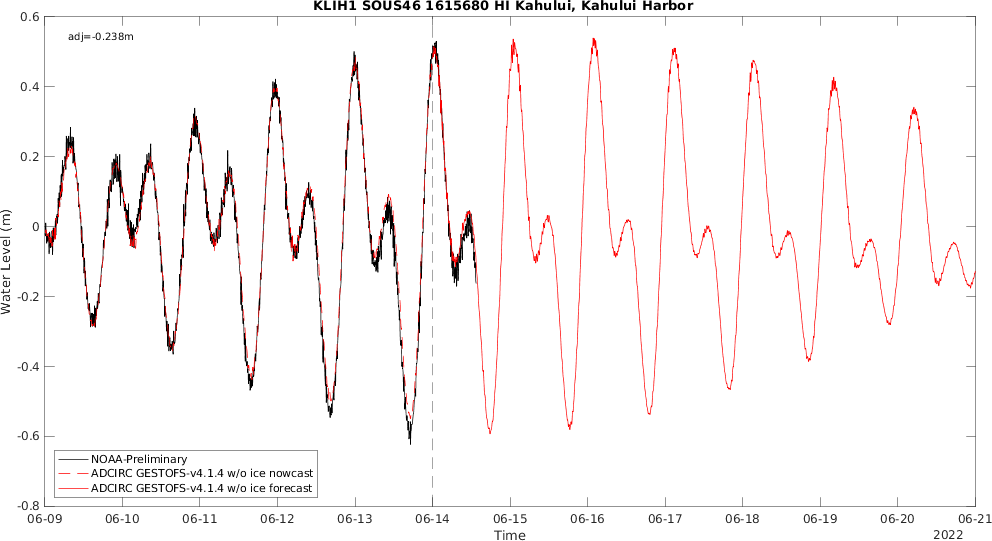 KLIH1 SOUS46 1615680 HI Kahului, Kahului Harbor
adj=-0.238m
0.6
0.4
0.2
0
-0.2
-0.4
-0.6
-0.8
Water Level (m)
NOAA-Preliminary
ADCIRC GESTOFS-v4.1.4 w/o ice nowcast
ADCIRC GESTOFS-v4.1.4 w/o ice forecast
06-09 06-10 06-11 06-12 06-13 06-14 06-15 06-16 06-17 06-18 06-19 06-20 06-21
Time
2022